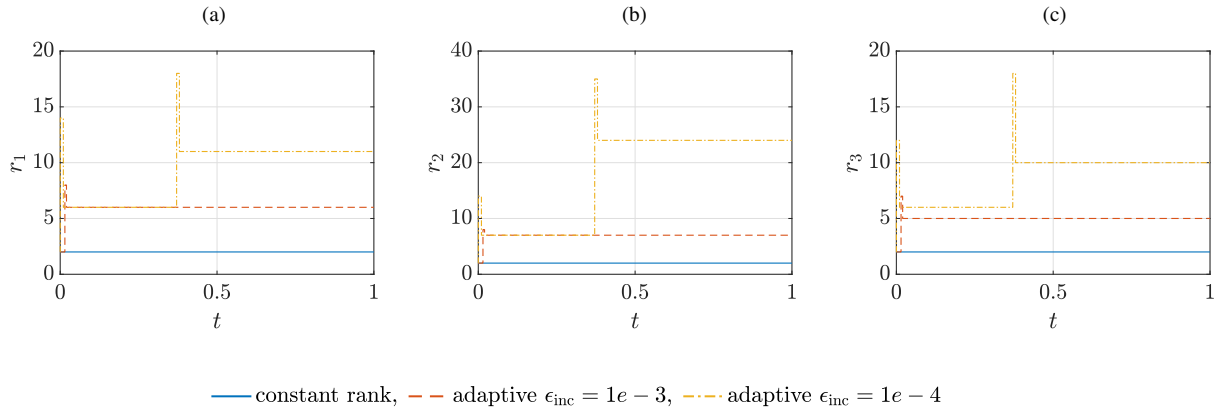 (a) (b) (c)
20 40 20
15 30 15
r₁ 10 r₂ 20 r₃ 10
5 10 5
0 0 0
0 0.5 1 0 0.5 1 0 0.5 1
t t t
constant rank, adaptive ϵ_inc = 1e − 3, adaptive ϵ_inc = 1e − 4